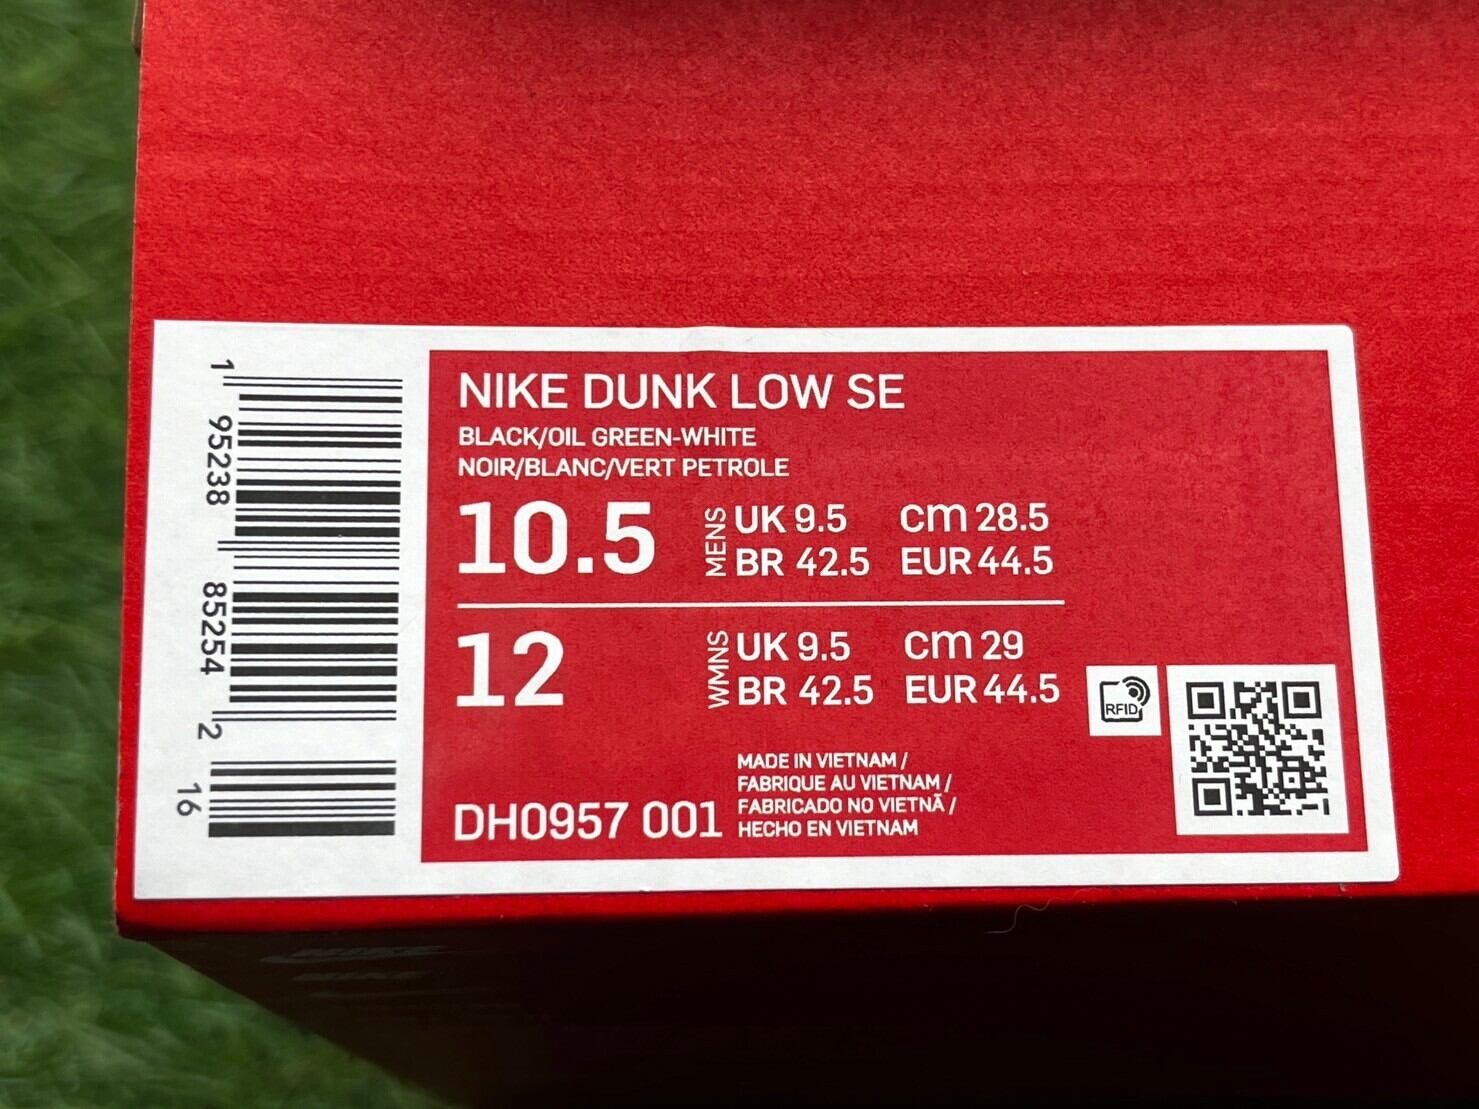 1
95238
85254
2
16
NIKE DUNK LOW SE
BLACK/OIL GREEN-WHITE
NOIR/BLANC/VERT PETROLE
10.5 MENS UK 9.5 CM 28.5
BR 42.5 EUR 44.5
12 WMNS UK 9.5 CM 29
BR 42.5 EUR 44.5
RFID
MADE IN VIETNAM /
FABRIQUE AU VIETNAM /
FABRICADO NO VIETNÃ /
HECHO EN VIETNAM
DH0957 001